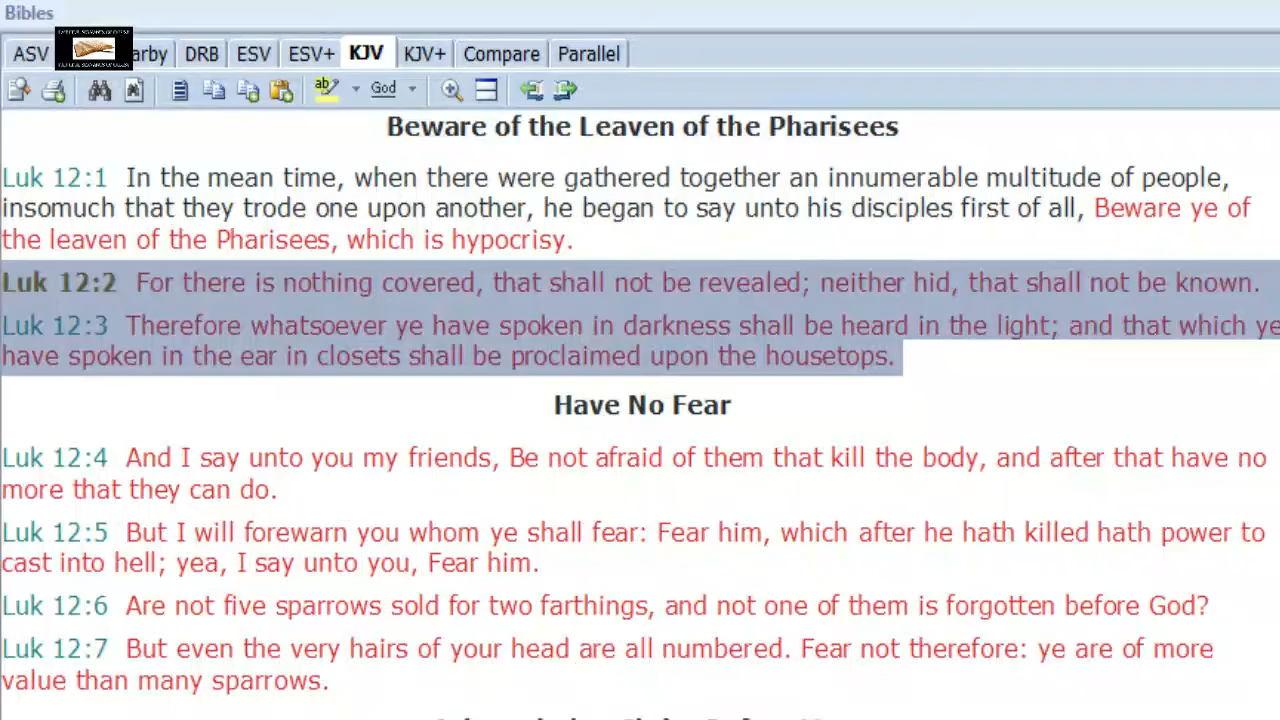 Bibles
ASV arby DRB ESV ESV+ KJV KJV+ Compare Parallel
ab God
Beware of the Leaven of the Pharisees
Luk 12:1 In the mean time, when there were gathered together an innumerable multitude of people,
insomuch that they trode one upon another, he began to say unto his disciples first of all, Beware ye of
the leaven of the Pharisees, which is hypocrisy.
Luk 12:2 For there is nothing covered, that shall not be revealed; neither hid, that shall not be known.
Luk 12:3 Therefore whatsoever ye have spoken in darkness shall be heard in the light; and that which ye
have spoken in the ear in closets shall be proclaimed upon the housetops.
Have No Fear
Luk 12:4 And I say unto you my friends, Be not afraid of them that kill the body, and after that have no
more that they can do.
Luk 12:5 But I will forewarn you whom ye shall fear: Fear him, which after he hath killed hath power to
cast into hell; yea, I say unto you, Fear him.
Luk 12:6 Are not five sparrows sold for two farthings, and not one of them is forgotten before God?
Luk 12:7 But even the very hairs of your head are all numbered. Fear not therefore: ye are of more
value than many sparrows.